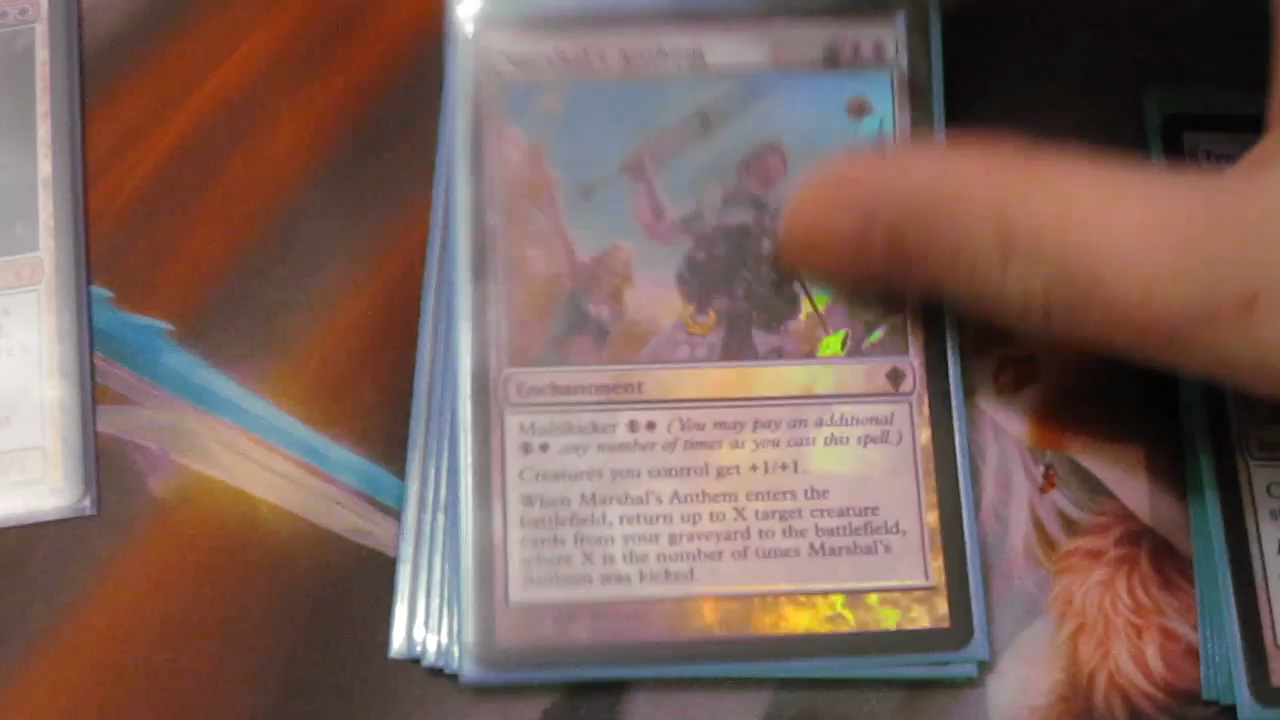 Marshal's Anthem
Enchantment
Multikicker (You may pay an additional
any number of times as you cast this spell.)
Creatures you control get +1/+1.
When Marshal's Anthem enters the
battlefield, return up to X target creature
cards from your graveyard to the battlefield,
where X is the number of times Marshal's
Anthem was kicked.